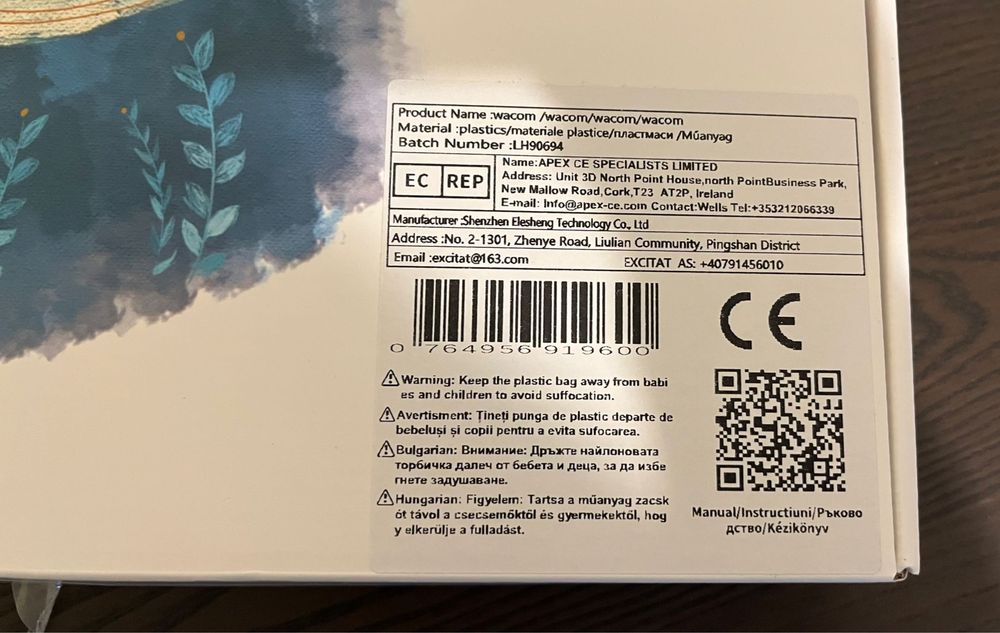 Product Name :wacom /wacom/wacom/wacom
Material :plastics/materiale plastice/пластмаси /Műanyag
Batch Number :LH90694
EC REP
Name:APEX CE SPECIALISTS LIMITED
Address: Unit 3D North Point House,north PointBusiness Park,
New Mallow Road,Cork,T23 AT2P, Ireland
E-mail: Info@apex-ce.com Contact:Wells Tel:+353212066339
Manufacturer :Shenzhen Elesheng Technology Co., Ltd
Address :No. 2-1301, Zhenye Road, Liulian Community, Pingshan District
Email :excitat@163.com EXCITAT AS: +40791456010
0 764956 919600
CE
Warning: Keep the plastic bag away from babi
es and children to avoid suffocation.
Avertisment: Țineți punga de plastic departe de
bebeluși și copii pentru a evita sufocarea.
Bulgarian: Внимание: Дръжте найлоновата
торбичка далеч от бебета и деца, за да избе
гнете задушаване.
Hungarian: Figyelem: Tartsa a műanyag zacsk
ót távol a csecsemőktől és gyermekektől, hog
y elkerülje a fulladást.
Manual/Instructiuni/Ръково
дство/Kézikönyv